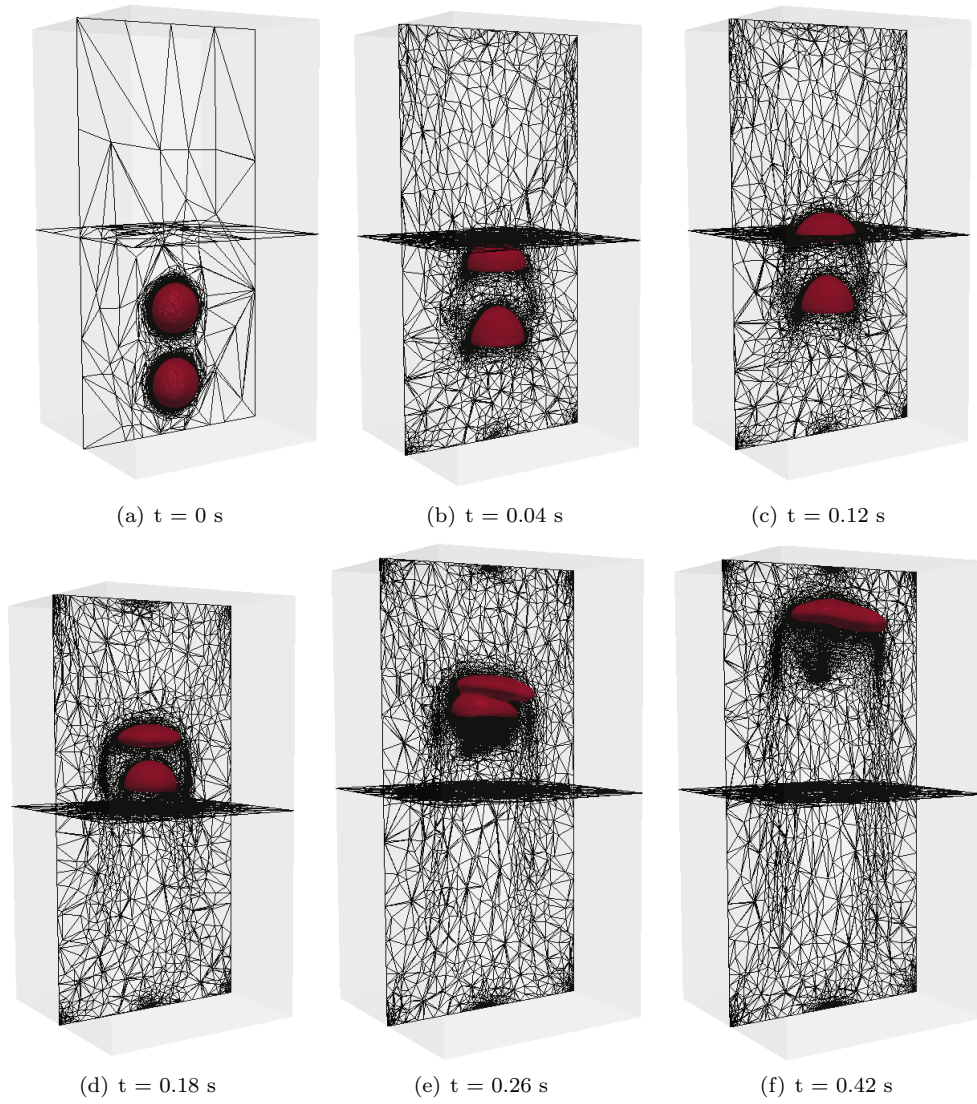 (a) t = 0 s
(b) t = 0.04 s
(c) t = 0.12 s
(d) t = 0.18 s
(e) t = 0.26 s
(f) t = 0.42 s